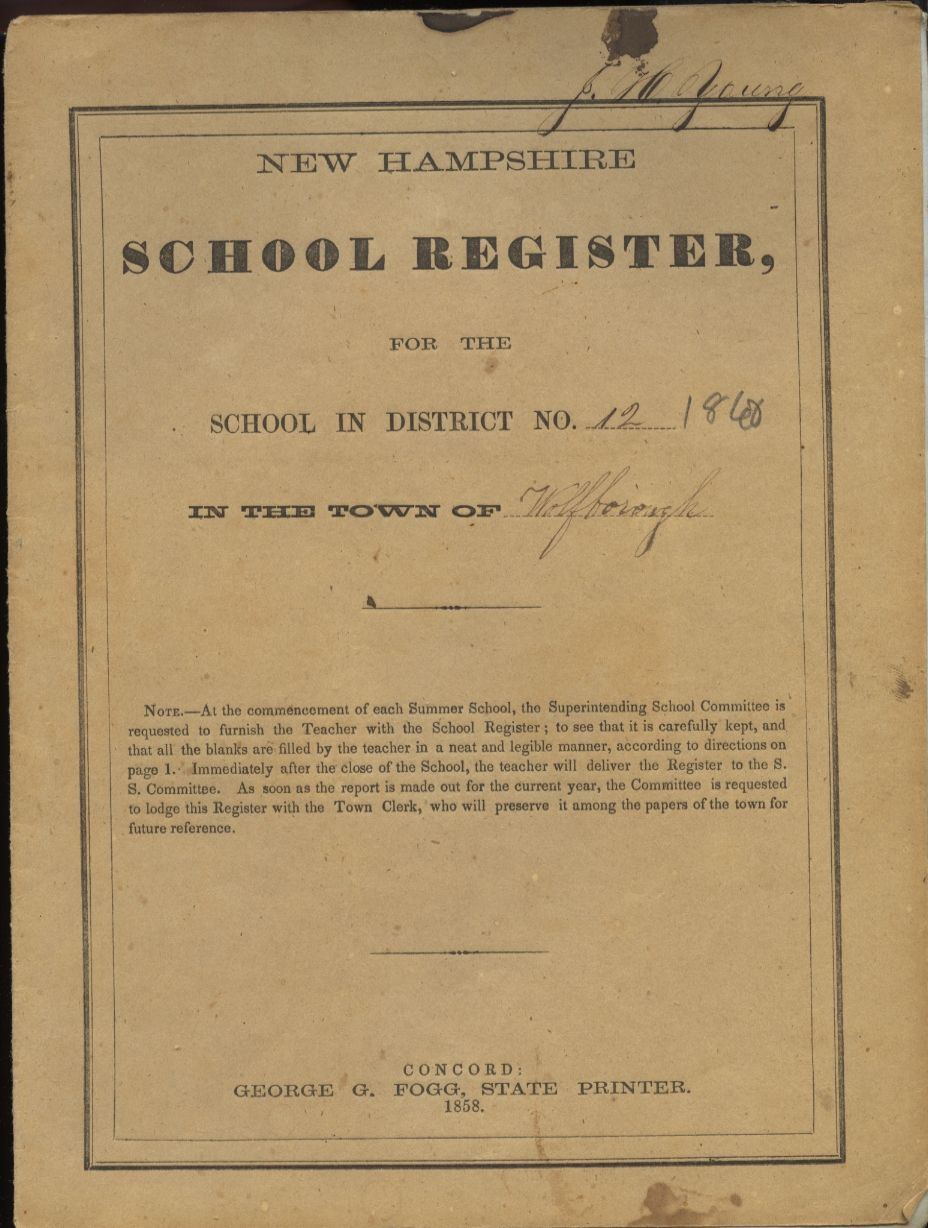 J. H. Young
NEW HAMPSHIRE
SCHOOL REGISTER,
FOR THE
SCHOOL IN DISTRICT NO. 12
IN THE TOWN OF Wolfborough
NOTE.—At the commencement of each Summer School, the Superintending School Committee is
requested to furnish the Teacher with the School Register; to see that it is carefully kept, and
that all the blanks are filled by the teacher in a neat and legible manner, according to directions on
page 1. Immediately after the close of the School, the teacher will deliver the Register to the S.
S. Committee. As soon as the report is made out for the current year, the Committee is requested
to lodge this Register with the Town Clerk, who will preserve it among the papers of the town for
future reference.
CONCORD:
GEORGE G. FOGG, STATE PRINTER.
1858.